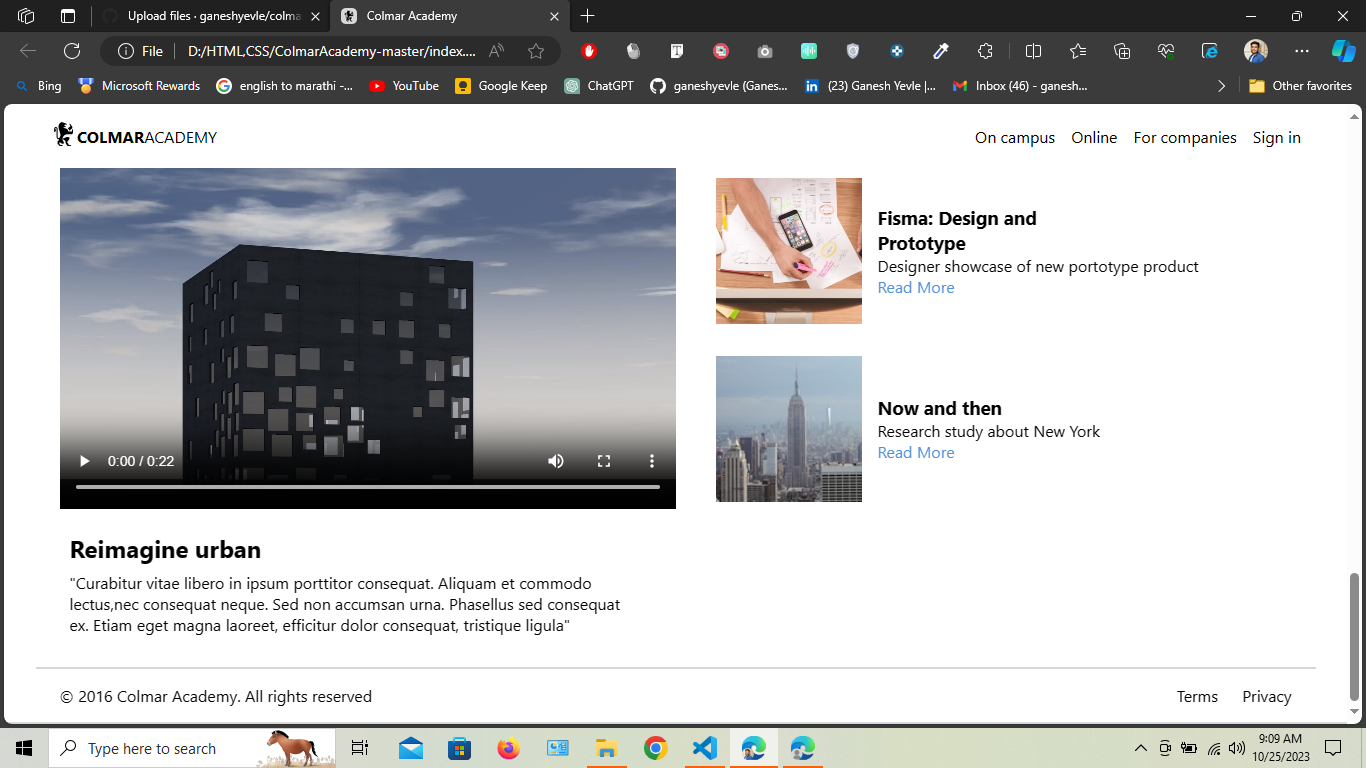 Upload files · ganeshyevle/colma
Colmar Academy
File
D:/HTML,CSS/ColmarAcademy-master/index....
Bing
Microsoft Rewards
english to marathi -...
YouTube
Google Keep
ChatGPT
ganeshyevle (Ganes...
(23) Ganesh Yevle |...
Inbox (46) - ganesh...
Other favorites
COLMARACADEMY
On campus
Online
For companies
Sign in
Fisma: Design and
Prototype
Designer showcase of new portotype product
Read More
Now and then
Research study about New York
Read More
0:00 / 0:22
Reimagine urban
"Curabitur vitae libero in ipsum porttitor consequat. Aliquam et commodo
lectus,nec consequat neque. Sed non accumsan urna. Phasellus sed consequat
ex. Etiam eget magna laoreet, efficitur dolor consequat, tristique ligula"
© 2016 Colmar Academy. All rights reserved
Terms
Privacy
Type here to search
9:09 AM
10/25/2023